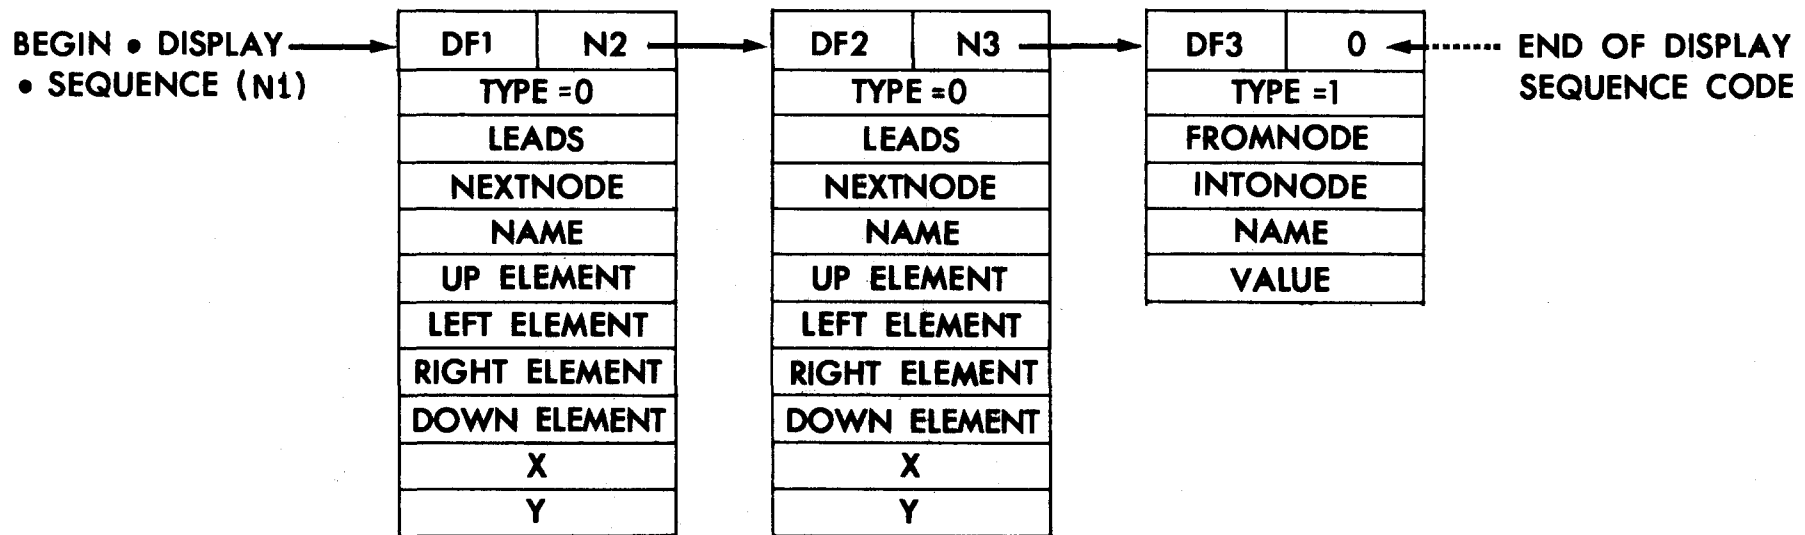 BEGIN • DISPLAY
• SEQUENCE (N1)
DF1 N2
TYPE =0
LEADS
NEXTNODE
NAME
UP ELEMENT
LEFT ELEMENT
RIGHT ELEMENT
DOWN ELEMENT
X
Y
DF2 N3
TYPE =0
LEADS
NEXTNODE
NAME
UP ELEMENT
LEFT ELEMENT
RIGHT ELEMENT
DOWN ELEMENT
X
Y
DF3 0
TYPE =1
FROMNODE
INTONODE
NAME
VALUE
END OF DISPLAY
SEQUENCE CODE